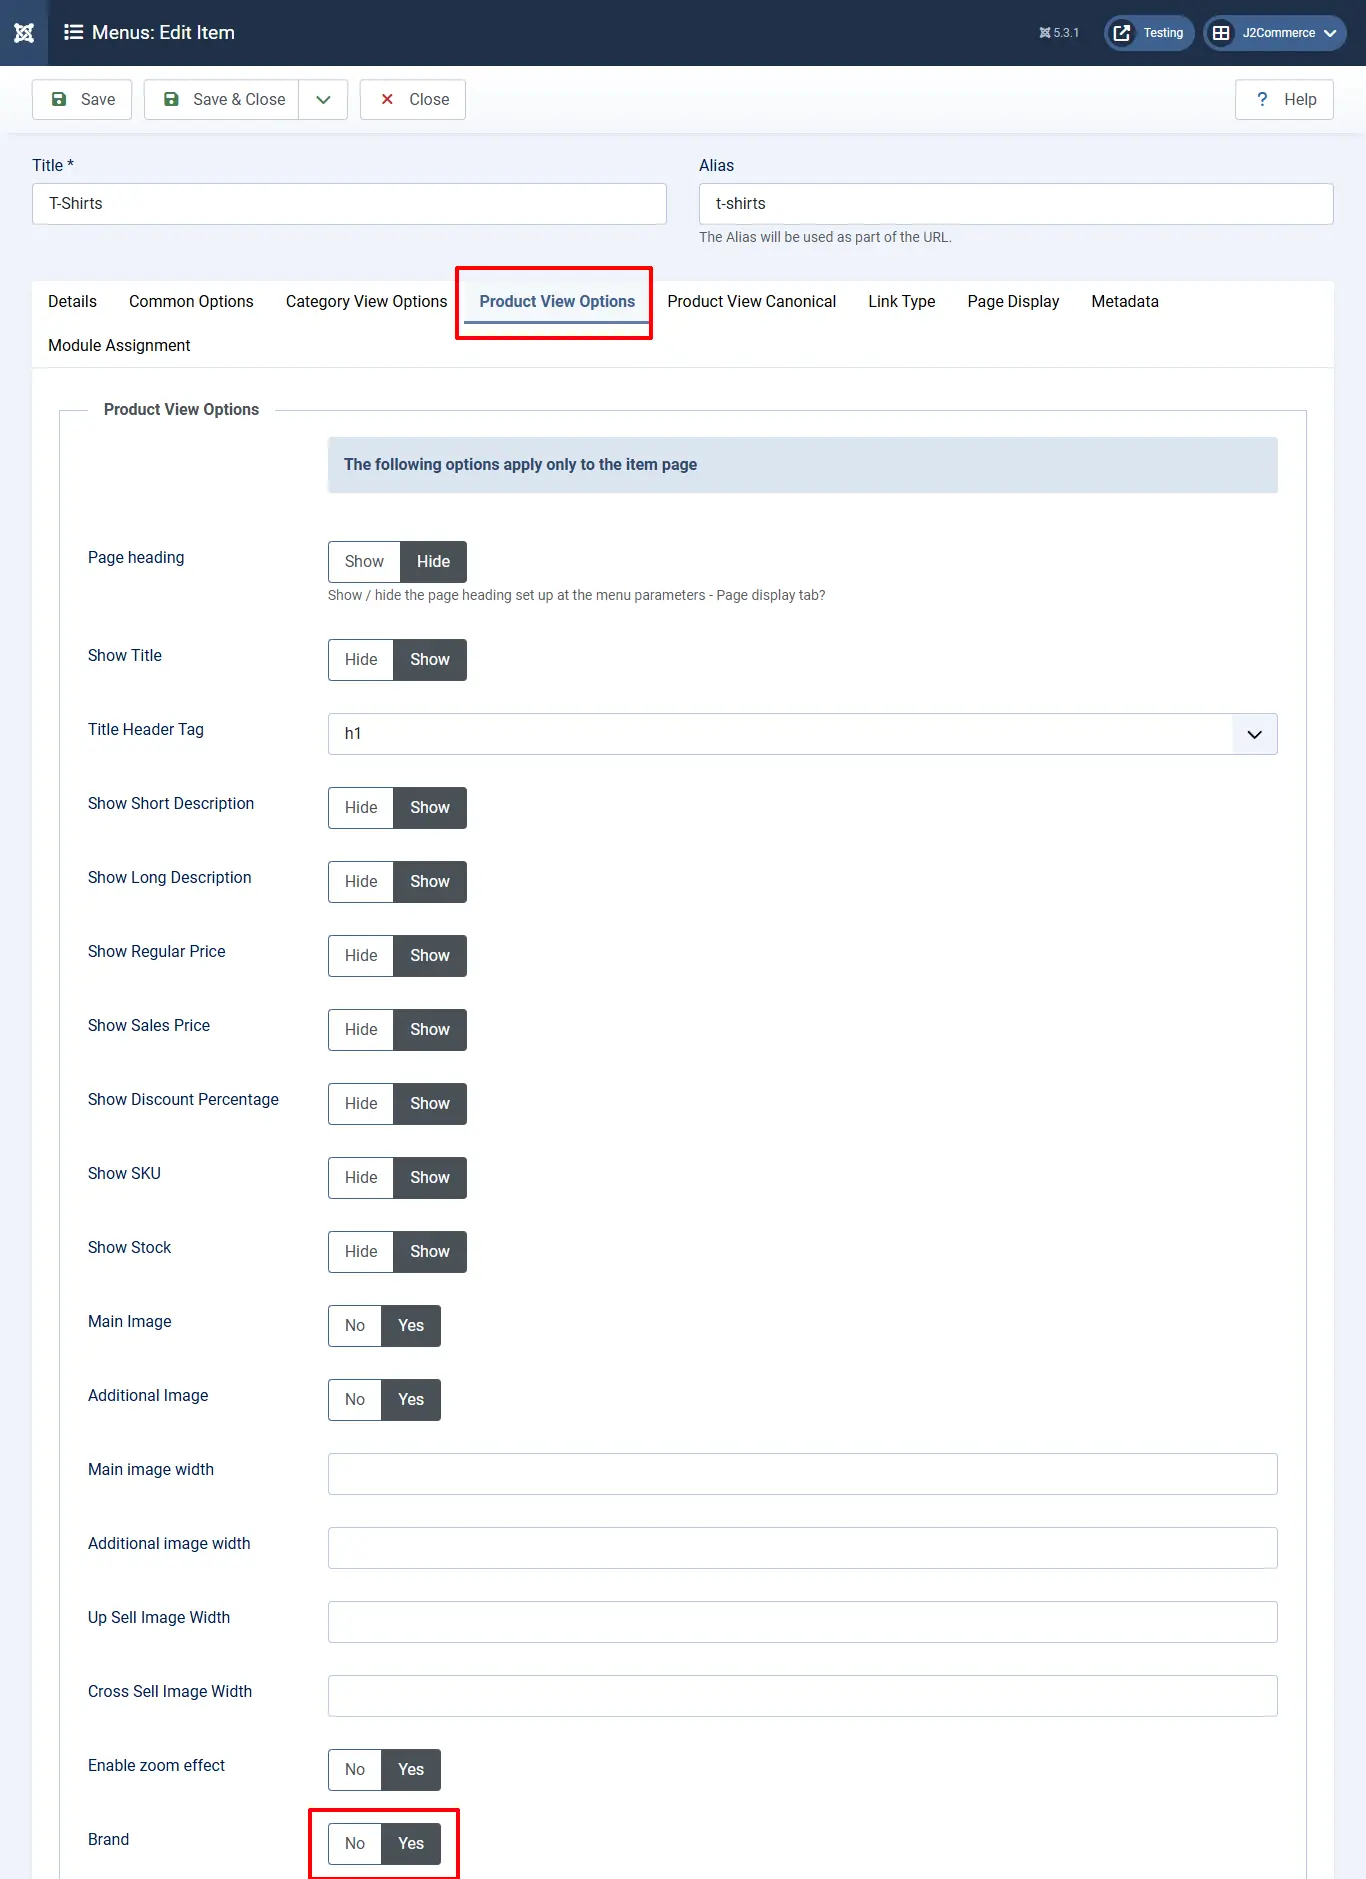 Menus: Edit Item
5.3.1
Testing
J2Commerce
Save
Save & Close
Close
? Help
Title *
Alias
T-Shirts
t-shirts
The Alias will be used as part of the URL.
Details
Common Options
Category View Options
Product View Options
Product View Canonical
Link Type
Page Display
Metadata
Module Assignment
Product View Options
The following options apply only to the item page
Page heading
Show Hide
Show / hide the page heading set up at the menu parameters - Page display tab?
Show Title
Hide Show
Title Header Tag
h1
Show Short Description
Hide Show
Show Long Description
Hide Show
Show Regular Price
Hide Show
Show Sales Price
Hide Show
Show Discount Percentage
Hide Show
Show SKU
Hide Show
Show Stock
Hide Show
Main Image
No Yes
Additional Image
No Yes
Main image width
Additional image width
Up Sell Image Width
Cross Sell Image Width
Enable zoom effect
No Yes
Brand
No Yes